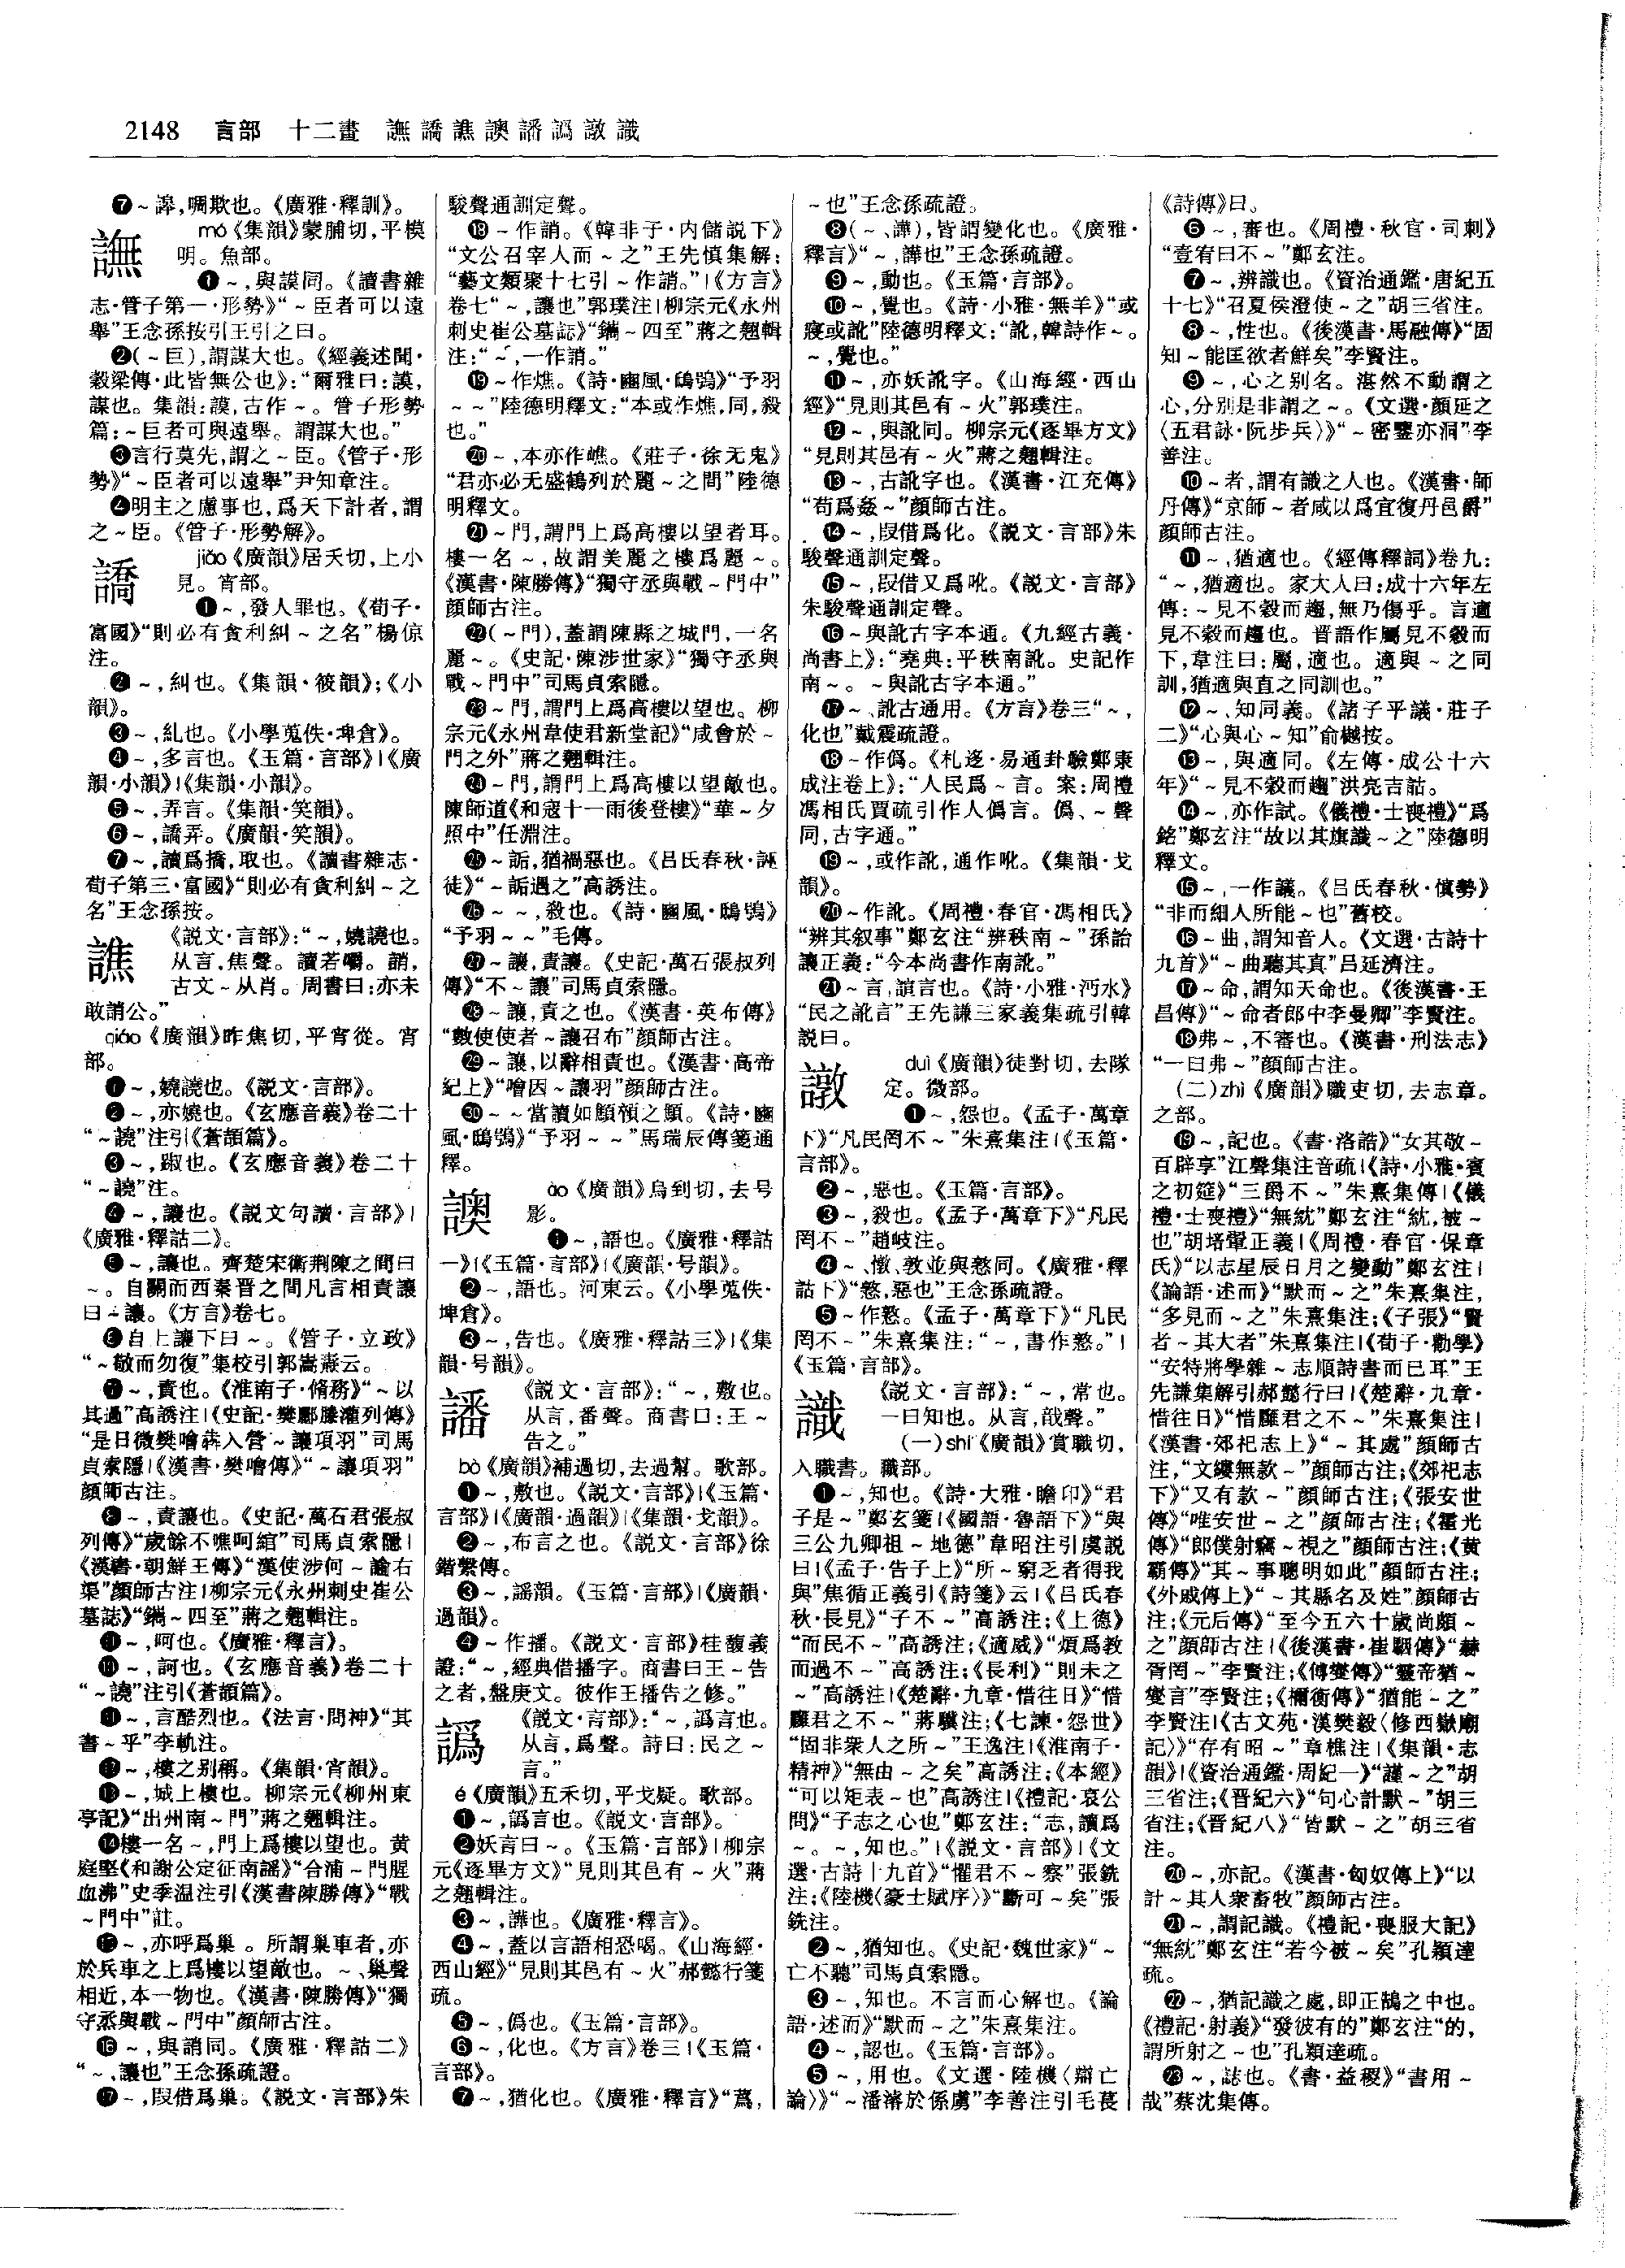 2148 言部 十二畫 譕譑譙謑譒譌譈識
❼～謣,啁欺也。《廣雅·釋訓》。
譕
mó《集韻》蒙脯切,平模
明。魚部。
❶～,與謨同。《讀書雜
志·管子第一·形勢》“～臣者可以遠
舉”王念孫按引王引之曰。
❷(～巨),謂謀大也。《經義述聞·
穀梁傳·此皆無公也》:“爾雅曰:謨,
謀也。集韻:謨,古作～。管子形勢
篇:～巨者可與遠舉。謂謀大也。”
❸言行莫先,謂之～臣。《管子·形
勢》“～臣者可以遠舉”尹知章注。
❹明主之慮事也,爲天下計者,謂
之～臣。《管子·形勢解》。
譑
jiǎo《廣韻》居夭切,上小
見。宵部。
❶～,發人罪也。《荀子·
富國》“則必有貪利糾～之名”楊倞
注。
❷～,糾也。《集韻·筱韻》;《小
韻》。
❸～,糺也。《小學蒐佚·埤倉》。
❹～,多言也。《玉篇·言部》|《廣
韻·小韻》|《集韻·小韻》。
❺～,弄言。《集韻·笑韻》。
❻～,譑弄。《廣韻·笑韻》。
❼～,讀爲撟,取也。《讀書雜志·
荀子第三·富國》“則必有貪利糾～之
名”王念孫按。
譙
《説文·言部》:“～,嬈譊也。
从言,焦聲。讀若嚼。誚,
古文～从肖。周書曰:亦未
敢誚公。”
qiáo《廣韻》昨焦切,平宵從。宵
部。
❶～,嬈譊也。《説文·言部》。
❷～,亦嬈也。《玄應音義》卷二十
“～譊”注引《蒼頡篇》。
❸～,㜸也。《玄應音義》卷二十
“～譊”注。
❹～,讓也。《説文句讀·言部》|
《廣雅·釋詁二》。
❺～,讓也。齊楚宋衛荆陳之間曰
～。自關而西秦晉之間凡言相責讓
曰～讓。《方言》卷七。
❻自上讓下曰～。《管子·立政》
“～敬而勿復”集校引郭嵩燾云。
❼～,責也。《淮南子·脩務》“～以
其過”高誘注|《史記·樊酈滕灌列傳》
“是日微樊噲犇入營～讓項羽”司馬
貞索隱|《漢書·樊噲傳》“～讓項羽”
顔師古注。
❽～,責讓也。《史記·萬石君張叔
列傳》“歲餘不譙呵綰”司馬貞索隱|
《漢書·朝鮮王傳》“漢使涉何～諭右
渠”顔師古注|柳宗元《永州刺史崔公
墓誌》“鐫～四至”蔣之翹輯注。
❾～,呵也。《廣雅·釋言》。
❿～,訶也。《玄應音義》卷二十
“～譊”注引《蒼頡篇》。
⓫～,言酷烈也。《法言·問神》“其
書～乎”李軌注。
⓬～,樓之别稱。《集韻·宵韻》。
⓭～,城上樓也。柳宗元《柳州東
亭記》“出州南～門”蔣之翹輯注。
⓮樓一名～,門上爲樓以望也。黄
庭堅《和謝公定征南謡》“合浦～門腥
血沸”史季温注引《漢書陳勝傳》“戰
～門中”註。
⓯～,亦呼爲巢。所謂巢車者,亦
於兵車之上爲樓以望敵也。～、巢聲
相近,本一物也。《漢書·陳勝傳》“獨
守丞與戰～門中”顔師古注。
⓰～,與誚同。《廣雅·釋詁二》
“～,讓也”王念孫疏證。
⓱～,叚借爲巢。《説文·言部》朱
駿聲通訓定聲。
⓲～作誚。《韓非子·内儲説下》
“文公召宰人而～之”王先慎集解:
“藝文類聚十七引～作誚。”|《方言》
卷七“～,讓也”郭璞注|柳宗元《永州
刺史崔公墓誌》“鐫～四至”蔣之翹輯
注:“～,一作誚。”
⓳～作燋。《詩·豳風·鴟鴞》“予羽
～～”陸德明釋文:“本或作燋,同,殺
也。”
⓴～,本亦作嶕。《莊子·徐无鬼》
“君亦必无盛鶴列於麗～之間”陸德
明釋文。
㉑～門,謂門上爲高樓以望者耳。
樓一名～,故謂美麗之樓爲麗～。
《漢書·陳勝傳》“獨守丞與戰～門中”
顔師古注。
㉒(～門),蓋謂陳縣之城門,一名
麗～。《史記·陳涉世家》“獨守丞與
戰～門中”司馬貞索隱。
㉓～門,謂門上爲高樓以望也。柳
宗元《永州韋使君新堂記》“咸會於～
門之外”蔣之翹輯注。
㉔～門,謂門上爲高樓以望敵也。
陳師道《和寇十一雨後登樓》“華～夕
照中”任淵注。
㉕～詬,猶禍惡也。《吕氏春秋·誣
徒》“～詬遇之”高誘注。
㉖～～,殺也。《詩·豳風·鴟鴞》
“予羽～～”毛傳。
㉗～讓,責讓。《史記·萬石張叔列
傳》“不～讓”司馬貞索隱。
㉘～讓,責之也。《漢書·英布傳》
“數使使者～讓召布”顔師古注。
㉙～讓,以辭相責也。《漢書·高帝
紀上》“噲因～讓羽”顔師古注。
㉚～～當讀如顦顇之顦。《詩·豳
風·鴟鴞》“予羽～～”馬瑞辰傳箋通
釋。
ào《廣韻》烏到切,去号
影。
❶～,語也。《廣雅·釋詁
一》|《玉篇·言部》|《廣韻·号韻》。
❷～,語也。河東云。《小學蒐佚·
埤倉》。
❸～,告也。《廣雅·釋詁三》|《集
韻·号韻》。
譒
《説文·言部》:“～,敷也。
从言,番聲。商書曰:王～
告之。”
bò《廣韻》補過切,去過幫。歌部。
❶～,敷也。《説文·言部》|《玉篇·
言部》|《廣韻·過韻》|《集韻·戈韻》。
❷～,布言之也。《説文·言部》徐
鍇繫傳。
❸～,謡韻。《玉篇·言部》|《廣韻·
過韻》。
❹～作播。《説文·言部》桂馥義
證:“～,經典借播字。商書曰王～告
之者,盤庚文。彼作王播告之修。”
譌
《説文·言部》:“～,譌言也。
从言,爲聲。詩曰:民之～
言。”
é《廣韻》五禾切,平戈疑。歌部。
❶～,譌言也。《説文·言部》。
❷妖言曰～。《玉篇·言部》|柳宗
元《逐畢方文》“見則其邑有～火”蔣
之翹輯注。
❸～,譁也。《廣雅·釋言》。
❹～,蓋以言語相恐喝。《山海經·
西山經》“見則其邑有～火”郝懿行箋
疏。
❺～,僞也。《玉篇·言部》。
❻～,化也。《方言》卷三|《玉篇·
言部》。
❼～,猶化也。《廣雅·釋言》“蔿,
～也”王念孫疏證。
❽(～、譁),皆謂變化也。《廣雅·
釋言》“～,譁也”王念孫疏證。
❾～,動也。《玉篇·言部》。
❿～,覺也。《詩·小雅·無羊》“或
寢或訛”陸德明釋文:“訛,韓詩作～。
～,覺也。”
⓫～,亦妖訛字。《山海經·西山
經》“見則其邑有～火”郭璞注。
⓬～,與訛同。柳宗元《逐畢方文》
“見則其邑有～火”蔣之翹輯注。
⓭～,古訛字也。《漢書·江充傳》
“苟爲姦～”顔師古注。
⓮～,叚借爲化。《説文·言部》朱
駿聲通訓定聲。
⓯～,叚借又爲吪。《説文·言部》
朱駿聲通訓定聲。
⓰～與訛古字本通。《九經古義·
尚書上》:“堯典:平秩南訛。史記作
南～。～與訛古字本通。”
⓱～、訛古通用。《方言》卷三“～,
化也”戴震疏證。
⓲～作僞。《札迻·易通卦驗鄭康
成注卷上》:“人民爲～言。案:周禮
馮相氏賈疏引作人僞言。僞、～聲
同,古字通。”
⓳～,或作訛,通作吪。《集韻·戈
韻》。
⓴～作訛。《周禮·春官·馮相氏》
“辨其叙事”鄭玄注“辨秩南～”孫詒
讓正義:“今本尚書作南訛。”
㉑～言,諠言也。《詩·小雅·沔水》
“民之訛言”王先謙三家義集疏引韓
説曰。
譈
duì《廣韻》徒對切,去隊
定。微部。
❶～,怨也。《孟子·萬章
下》“凡民罔不～”朱熹集注|《玉篇·
言部》。
❷～,惡也。《玉篇·言部》。
❸～,殺也。《孟子·萬章下》“凡民
罔不～”趙岐注。
❹～、憞、敦並與憝同。《廣雅·釋
詁下》“憝,惡也”王念孫疏證。
❺～作憝。《孟子·萬章下》“凡民
罔不～”朱熹集注:“～,書作憝。”|
《玉篇·言部》。
識
《説文·言部》:“～,常也。
一曰知也。从言,戠聲。”
(一)shí《廣韻》賞職切,
入職書。職部。
❶～,知也。《詩·大雅·瞻卬》“君
子是～”鄭玄箋|《國語·魯語下》“與
三公九卿祖～地德”韋昭注引虞説
曰|《孟子·告子上》“所～窮乏者得我
與”焦循正義引《詩箋》云|《吕氏春
秋·長見》“子不～”高誘注;《上德》
“而民不～”高誘注;《適威》“煩爲教
而過不～”高誘注;《長利》“則未之
～”高誘注|《楚辭·九章·惜往日》“惜
廱君之不～”蔣驥注;《七諫·怨世》
“固非衆人之所～”王逸注|《淮南子·
精神》“無由～之矣”高誘注;《本經》
“可以矩表～也”高誘注|《禮記·哀公
問》“子志之心也”鄭玄注:“志,讀爲
～。～,知也。”|《説文·言部》|《文
選·古詩十九首》“懼君不～察”張銑
注;《陸機〈豪士賦序〉》“斷可～矣”張
銑注。
❷～,猶知也。《史記·魏世家》“～
亡不聽”司馬貞索隱。
❸～,知也。不言而心解也。《論
語·述而》“默而～之”朱熹集注。
❹～,認也。《玉篇·言部》。
❺～,用也。《文選·陸機〈辯亡
論〉》“～潘濬於係虜”李善注引毛萇
《詩傳》曰。
❻～,審也。《周禮·秋官·司刺》
“壹宥曰不～”鄭玄注。
❼～,辨識也。《資治通鑑·唐紀五
十七》“召夏侯澄使～之”胡三省注。
❽～,性也。《後漢書·馬融傳》“固
知～能匡欲者鮮矣”李賢注。
❾～,心之别名。湛然不動謂之
心,分别是非謂之～。《文選·顔延之
〈五君詠·阮步兵〉》“～密鑒亦洞”李
善注。
❿～者,謂有識之人也。《漢書·師
丹傳》“京師～者咸以爲宜復丹邑爵”
顔師古注。
⓫～,猶適也。《經傳釋詞》卷九:
“～,猶適也。家大人曰:成十六年左
傳:～見不穀而趨,無乃傷乎。言適
見不穀而趨也。晉語作屬見不穀而
下,韋注曰:屬,適也。適與～之同
訓,猶適與直之同訓也。”
⓬～、知同義。《諸子平議·莊子
二》“心與心～知”俞樾按。
⓭～,與適同。《左傳·成公十六
年》“～見不穀而趨”洪亮吉詁。
⓮～,亦作試。《儀禮·士喪禮》“爲
銘”鄭玄注“故以其旗識～之”陸德明
釋文。
⓯～,一作議。《吕氏春秋·慎勢》
“非而細人所能～也”舊校。
⓰～曲,謂知音人。《文選·古詩十
九首》“～曲聽其真”吕延濟注。
⓱～命,謂知天命也。《後漢書·王
昌傳》“～命者郎中李曼卿”李賢注。
⓲弗～,不審也。《漢書·刑法志》
“一曰弗～”顔師古注。
(二)zhì《廣韻》職吏切,去志章。
之部。
⓳～,記也。《書·洛誥》“女其敬～
百辟享”江聲集注音疏|《詩·小雅·賓
之初筵》“三爵不～”朱熹集傳|《儀
禮·士喪禮》“無紞”鄭玄注“紞,被～
也”胡培翬正義|《周禮·春官·保章
氏》“以志星辰日月之變動”鄭玄注|
《論語·述而》“默而～之”朱熹集注,
“多見而～之”朱熹集注;《子張》“賢
者～其大者”朱熹集注|《荀子·勸學》
“安特將學雜～志順詩書而已耳”王
先謙集解引郝懿行曰|《楚辭·九章·
惜往日》“惜廱君之不～”朱熹集注|
《漢書·郊祀志上》“～其處”顔師古
注,“文縷無款～”顔師古注;《郊祀志
下》“又有款～”顔師古注;《張安世
傳》“唯安世～之”顔師古注;《霍光
傳》“郎僕射竊～視之”顔師古注;《黄
霸傳》“其～事聰明如此”顔師古注;
《外戚傳上》“～其縣名及姓”顔師古
注;《元后傳》“至今五六十歲尚頗～
之”顔師古注|《後漢書·崔駰傳》“赫
胥罔～”李賢注;《傅燮傳》“靈帝猶～
燮言”李賢注;《禰衡傳》“猶能～之”
李賢注|《古文苑·漢樊毅〈修西嶽廟
記〉》“存有昭～”章樵注|《集韻·志
韻》|《資治通鑑·周紀一》“謹～之”胡
三省注;《晉紀六》“句心計默～”胡三
省注;《晉紀八》“皆默～之”胡三省
注。
⓴～,亦記。《漢書·匈奴傳上》“以
計～其人衆畜牧”顔師古注。
㉑～,謂記識。《禮記·喪服大記》
“無紞”鄭玄注“若今被～矣”孔穎達
疏。
㉒～,猶記識之處,即正鵠之中也。
《禮記·射義》“發彼有的”鄭玄注“的,
謂所射之～也”孔穎達疏。
㉓～,誌也。《書·益稷》“書用～
哉”蔡沈集傳。